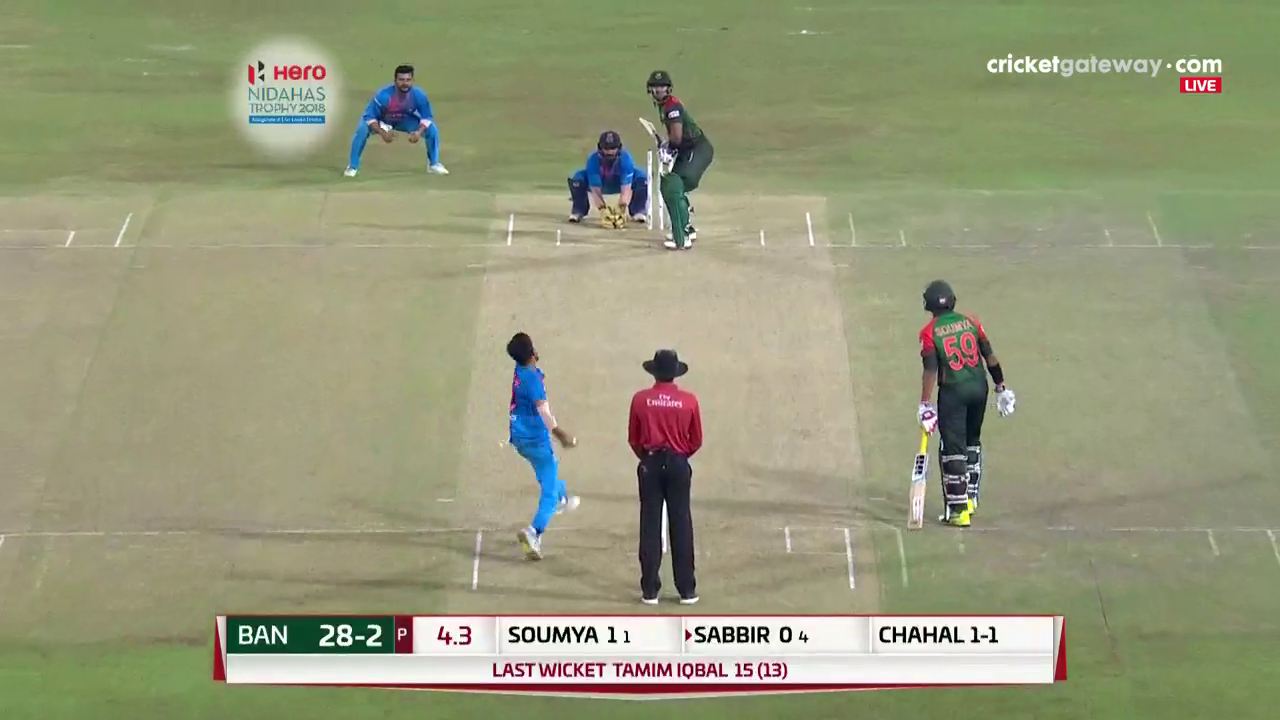 HERO
NIDAHAS
TROPHY 2018
cricketgateway.com
LIVE
SOUMYA
59
Fly
Emirates
BAN 28-2 P 4.3 SOUMYA 1 1 SABBIR 0 4 CHAHAL 1-1
LAST WICKET TAMIM IQBAL 15 (13)